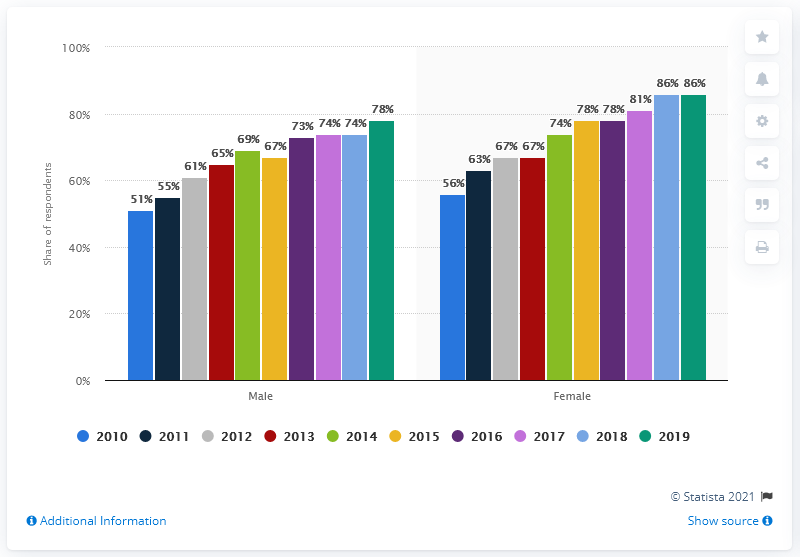 100%
80%
60%
40%
20%
0%
Share of respondents
51% 55% 61% 65% 69% 67% 73% 74% 74% 78%
56% 63% 67% 67% 74% 78% 78% 81% 86% 86%
Male Female
2010 2011 2012 2013 2014 2015 2016 2017 2018 2019
© Statista 2021
Additional Information Show source